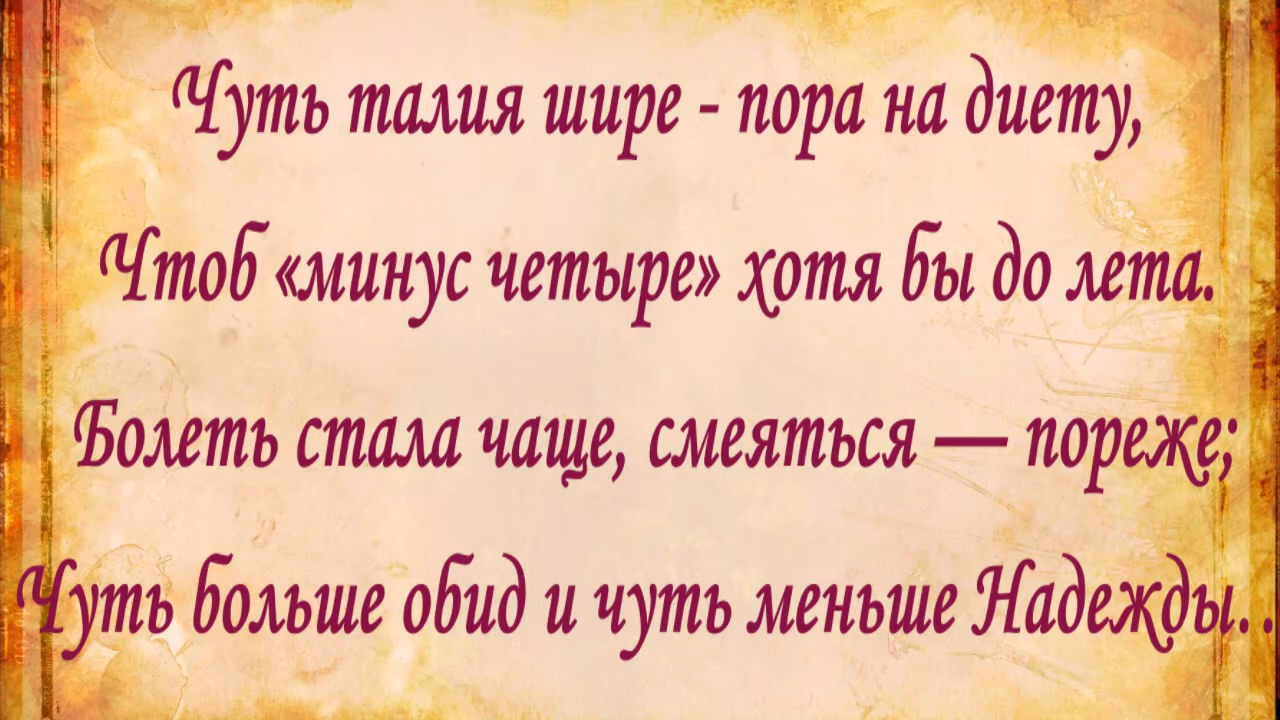 Чуть талия шире - пора на диету,
Чтоб «минус четыре» хотя бы до лета.
Болеть стала чаще, смеяться — пореже;
Чуть больше обид и чуть меньше Надежды..